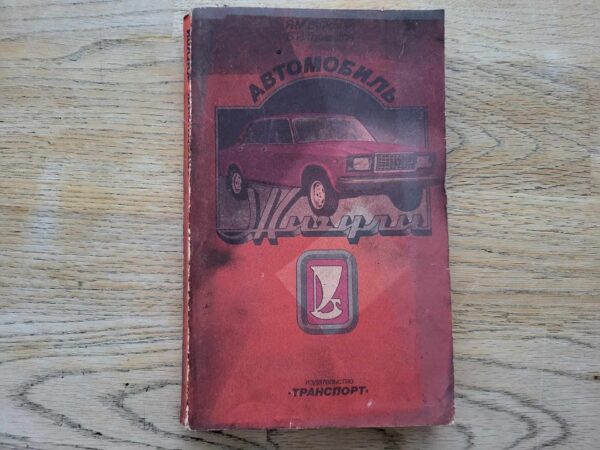 АВТОМОБИЛЬ
Жигули
ИЗДАТЕЛЬСТВО
«ТРАНСПОРТ»